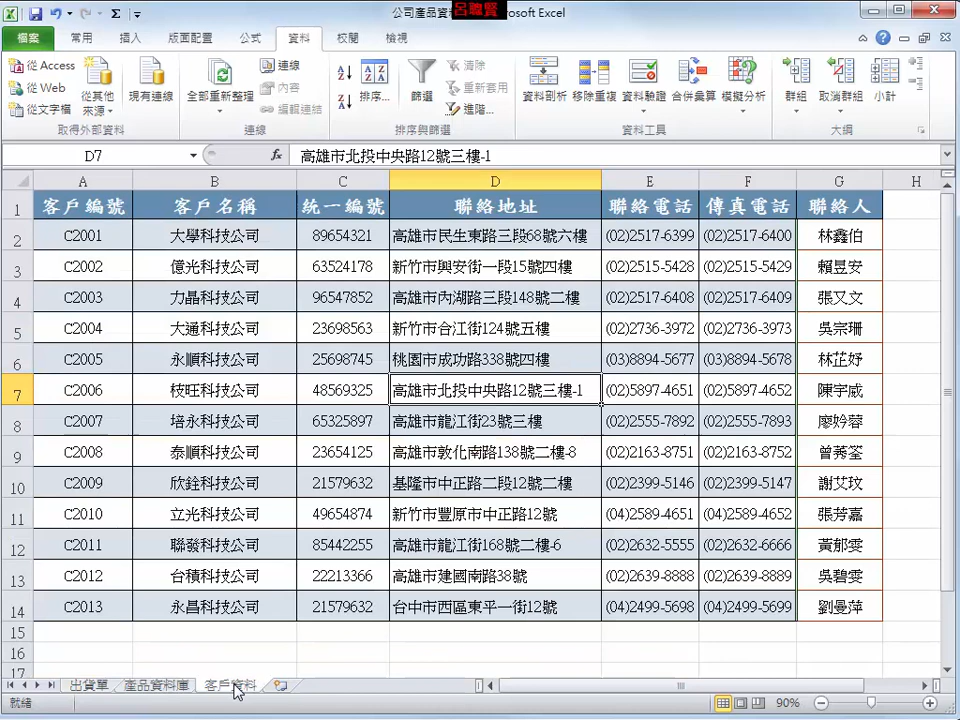 公司產品資 呂聰賢 osoft Excel
檔案 常用 插入 版面配置 公式 資料 校閱 檢視
從 Access
從 Web
從文字檔
從其他來源
現有連線
全部重新整理
連線
內容
編輯連結
排序...
篩選
清除
重新套用
進階...
資料剖析 移除重複 資料驗證 合併彙算 模擬分析
群組 取消群組 小計
取得外部資料 連線 排序與篩選 資料工具 大綱
D7 fx 高雄市北投中央路12號三樓-1
A B C D E F G H
1 客戶編號 客戶名稱 統一編號 聯絡地址 聯絡電話 傳真電話 聯絡人
2 C2001 大學科技公司 89654321 高雄市民生東路三段68號六樓 (02)2517-6399 (02)2517-6400 林鑫伯
3 C2002 億光科技公司 63524178 新竹市興安街一段15號四樓 (02)2515-5428 (02)2515-5429 賴昱安
4 C2003 力晶科技公司 96547852 高雄市內湖路三段148號二樓 (02)2517-6408 (02)2517-6409 張又文
5 C2004 大通科技公司 23698563 新竹市合江街124號五樓 (02)2736-3972 (02)2736-3973 吳宗珊
6 C2005 永順科技公司 25698745 桃園市成功路338號四樓 (03)8894-5677 (03)8894-5678 林芷妤
7 C2006 枝旺科技公司 48569325 高雄市北投中央路12號三樓-1 (02)5897-4651 (02)5897-4652 陳宇威
8 C2007 培永科技公司 65325897 高雄市龍江街23號三樓 (02)2555-7892 (02)2555-7893 廖妗蓉
9 C2008 泰順科技公司 23654125 高雄市敦化南路138號二樓-8 (02)2163-8751 (02)2163-8752 曾莠筌
10 C2009 欣銓科技公司 21579632 基隆市中正路二段12號二樓 (02)2399-5146 (02)2399-5147 謝艾玟
11 C2010 立光科技公司 49654874 新竹市豐原市中正路12號 (04)2589-4651 (04)2589-4652 張芳嘉
12 C2011 聯發科技公司 85442255 高雄市龍江街168號二樓-6 (02)2632-5555 (02)2632-6666 黃郁雯
13 C2012 台積科技公司 22213366 高雄市建國南路38號 (02)2639-8888 (02)2639-8889 吳碧雯
14 C2013 永昌科技公司 21579632 台中市西區東平一街12號 (04)2499-5698 (04)2499-5699 劉曼萍
15
16
17
出貨單 產品資料庫 客戶資料
就緒 90%